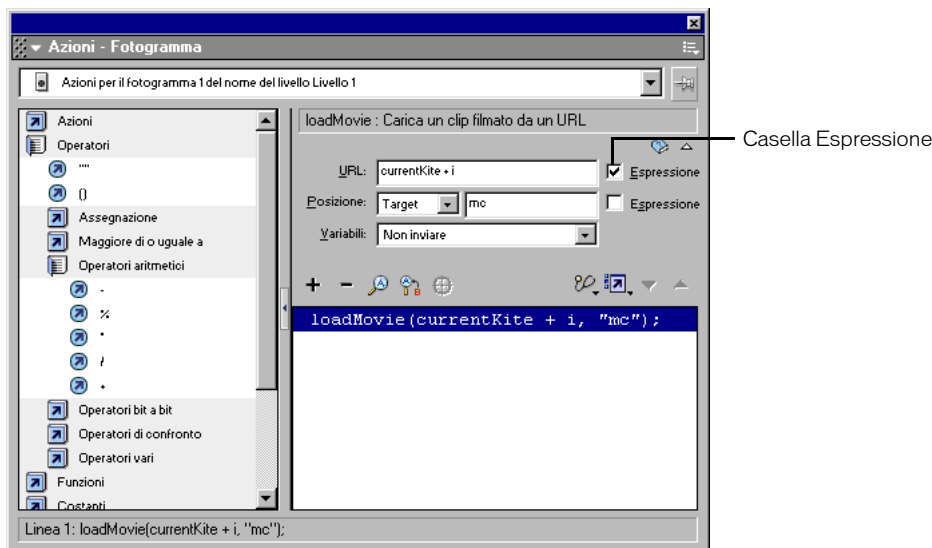 Azioni - Fotogramma
Azioni per il fotogramma 1 del nome del livello Livello 1
Azioni
Operatori
""
()
Assegnazione
Maggiore di o uguale a
Operatori aritmetici
-
%
*
/
+
Operatori bit a bit
Operatori di confronto
Operatori vari
Funzioni
Costanti
loadMovie : Carica un clip filmato da un URL
Casella Espressione
URL: currentKite + i Espressione
Posizione: Target mc Espressione
Variabili: Non inviare
loadMovie(currentKite + i, "mc");
Linea 1: loadMovie(currentKite + i, "mc");